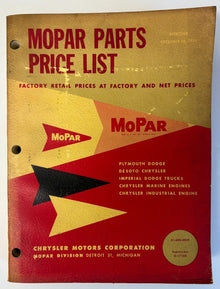 MOPAR PARTS
PRICE LIST
EFFECTIVE
FACTORY RETAIL PRICES AT FACTORY AND NET PRICES
MOPAR
MOPAR
PLYMOUTH DODGE
DESOTO CHRYSLER
IMPERIAL DODGE TRUCKS
CHRYSLER MARINE ENGINES
CHRYSLER INDUSTRIAL ENGINE
CHRYSLER MOTORS CORPORATION
MOPAR DIVISION DETROIT 31, MICHIGAN